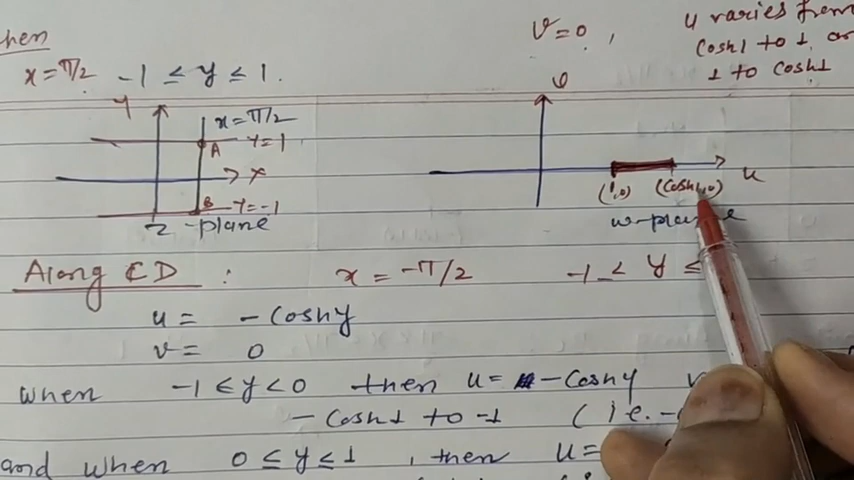 when
V=0, u varies from
x=π/2 -1 ≤ y ≤ 1.
cosh1 to 1 or
1 to cosh1
Y
x=π/2
Y=1
A
X
B
Y=-1
Z-plane
v
u
(1,0)
(cosh1,0)
w-plane
Along CD : x = -π/2 -1 ≤ y ≤
u = -coshy
v = 0
when -1≤y<0 then u= -coshy
-cosh1 to -1 (i.e.
and when 0≤y≤1, then u=